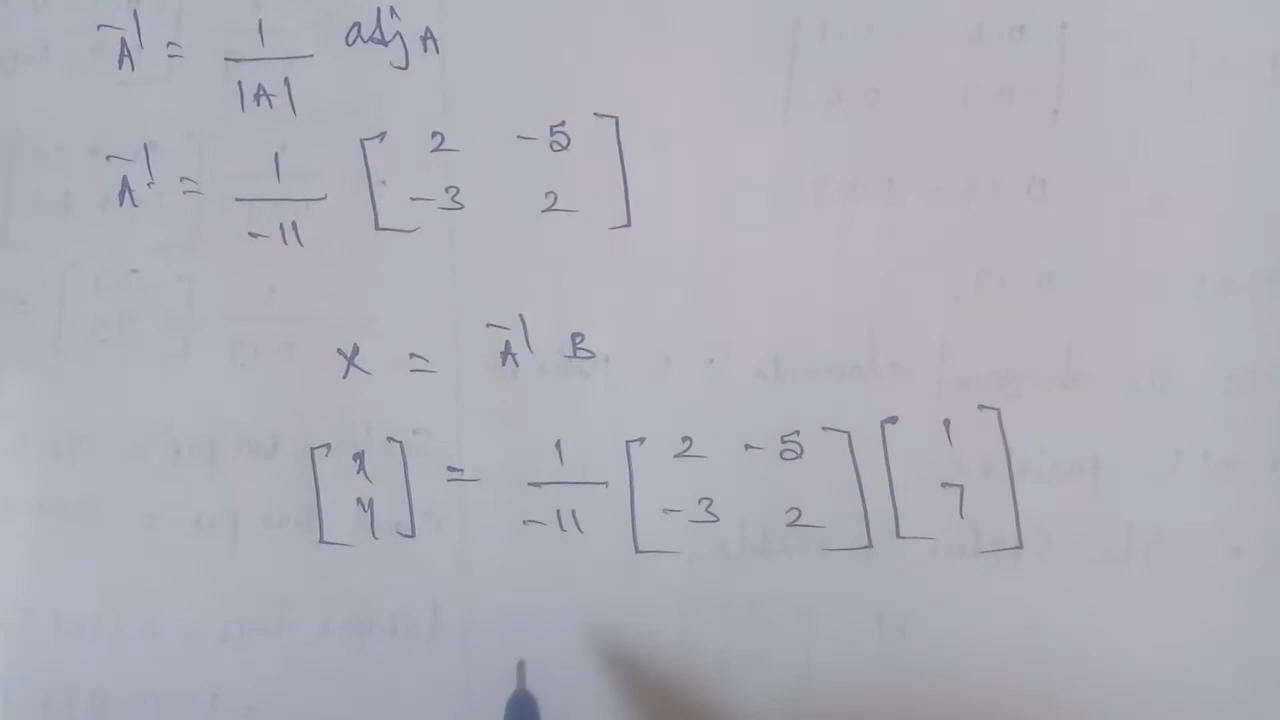 A⁻¹ = 1/|A| adj A
A⁻¹ = 1/-11 [2 -5; -3 2]
X = A⁻¹ B
[x; y] = 1/-11 [2 -5; -3 2] [1; 7]